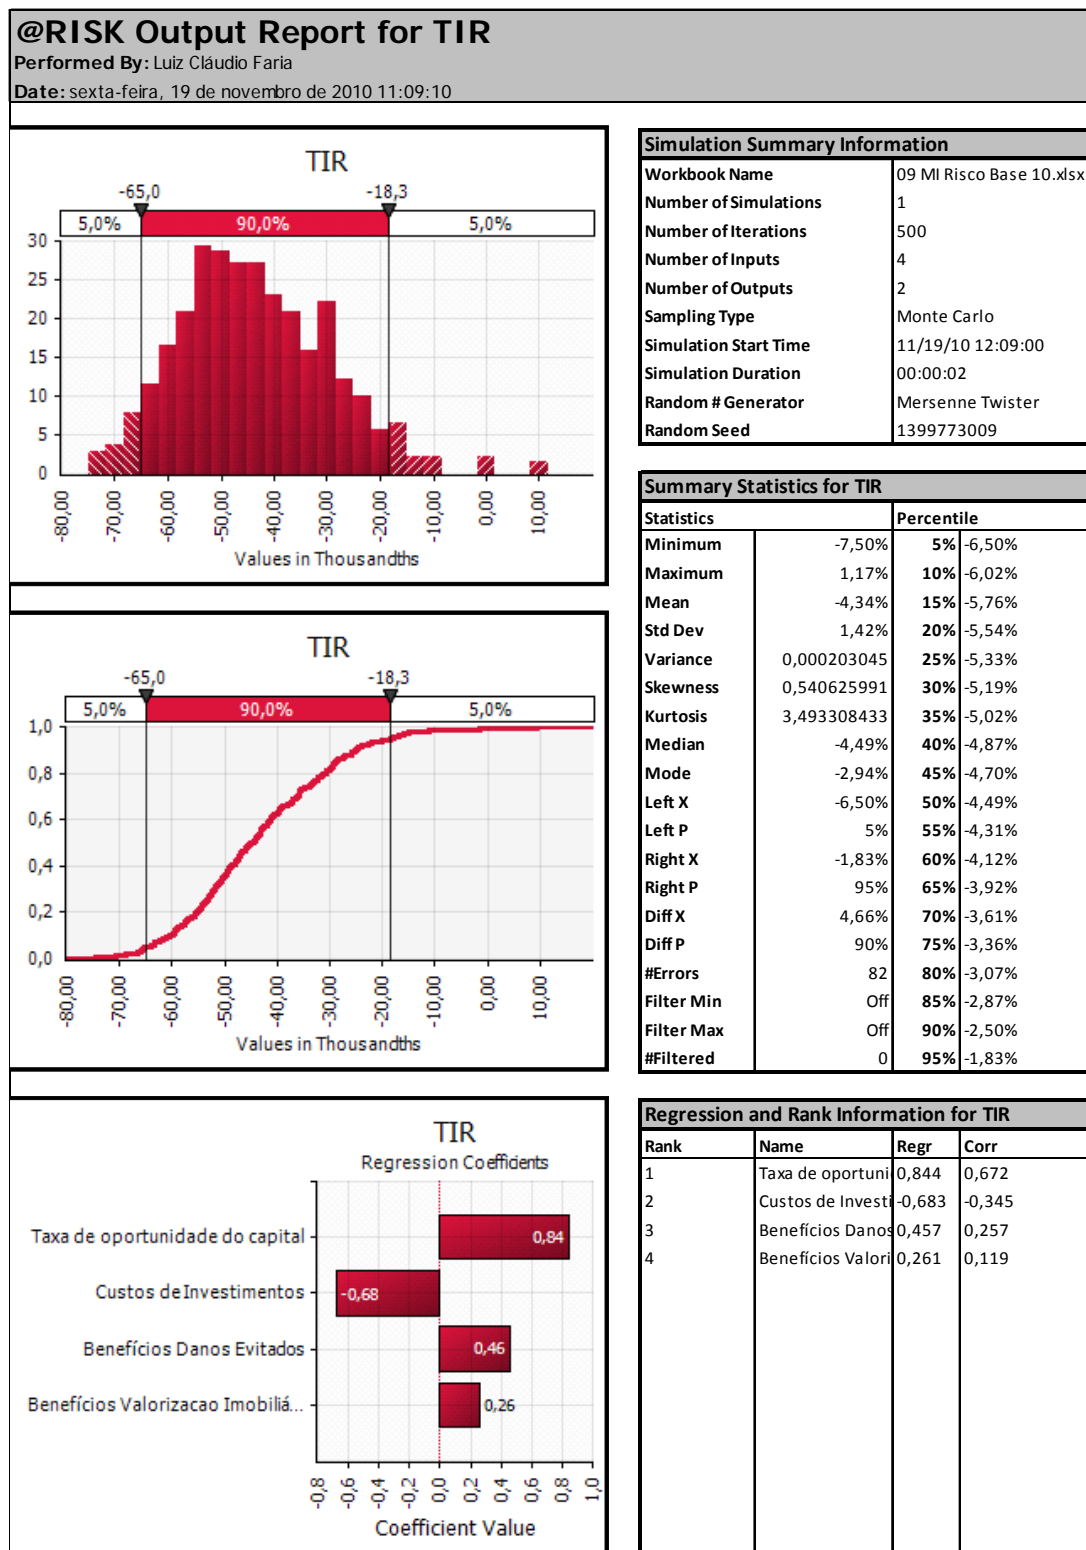 @RISK Output Report for TIR
Performed By: Luiz Cláudio Faria
Date: sexta-feira, 19 de novembro de 2010 11:09:10
TIR
-65,0 -18,3
5,0% 90,0% 5,0%
30
25
20
15
10
5
0
-80,00 -70,00 -60,00 -50,00 -40,00 -30,00 -20,00 -10,00 0,00 10,00
Values in Thousandths
TIR
-65,0 -18,3
5,0% 90,0% 5,0%
1,0
0,8
0,6
0,4
0,2
0,0
-80,00 -70,00 -60,00 -50,00 -40,00 -30,00 -20,00 -10,00 0,00 10,00
Values in Thousandths
TIR
Regression Coefficients
Taxa de oportunidade do capital 0,84
Custos de Investimentos -0,68
Benefícios Danos Evitados 0,46
Benefícios Valorizacao Imobiliá... 0,26
-0,8 -0,6 -0,4 -0,2 0,0 0,2 0,4 0,6 0,8 1,0
Coefficient Value
Simulation Summary Information
Workbook Name 09 MI Risco Base 10.xlsx
Number of Simulations 1
Number of Iterations 500
Number of Inputs 4
Number of Outputs 2
Sampling Type Monte Carlo
Simulation Start Time 11/19/10 12:09:00
Simulation Duration 00:00:02
Random # Generator Mersenne Twister
Random Seed 1399773009
Summary Statistics for TIR
Statistics Percentile
Minimum -7,50% 5% -6,50%
Maximum 1,17% 10% -6,02%
Mean -4,34% 15% -5,76%
Std Dev 1,42% 20% -5,54%
Variance 0,000203045 25% -5,33%
Skewness 0,540625991 30% -5,19%
Kurtosis 3,493308433 35% -5,02%
Median -4,49% 40% -4,87%
Mode -2,94% 45% -4,70%
Left X -6,50% 50% -4,49%
Left P 5% 55% -4,31%
Right X -1,83% 60% -4,12%
Right P 95% 65% -3,92%
Diff X 4,66% 70% -3,61%
Diff P 90% 75% -3,36%
#Errors 82 80% -3,07%
Filter Min Off 85% -2,87%
Filter Max Off 90% -2,50%
#Filtered 0 95% -1,83%
Regression and Rank Information for TIR
Rank Name Regr Corr
1 Taxa de oportuni 0,844 0,672
2 Custos de Investi -0,683 -0,345
3 Benefícios Danos 0,457 0,257
4 Benefícios Valori 0,261 0,119